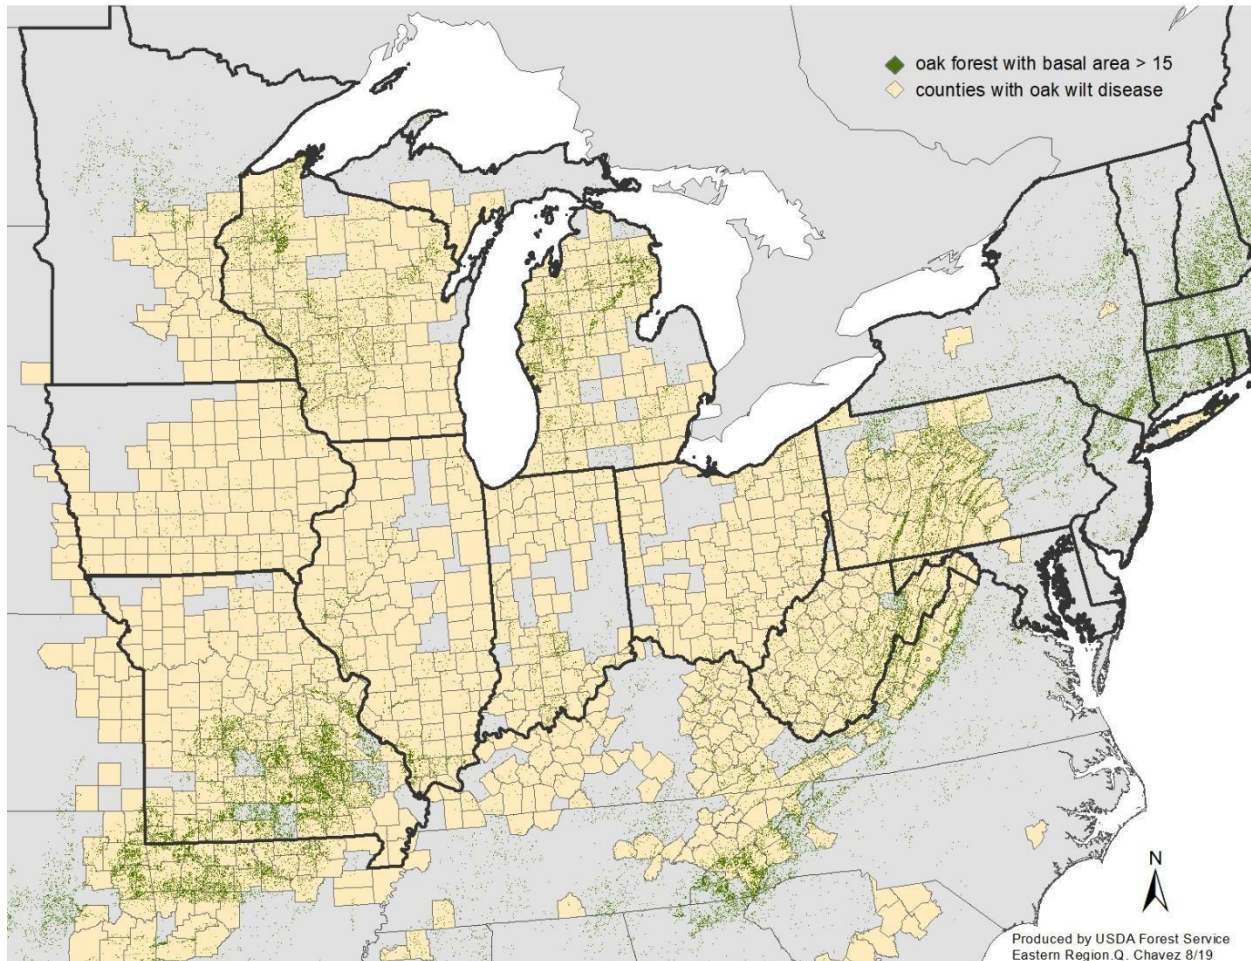 oak forest with basal area > 15
counties with oak wilt disease
N
Produced by USDA Forest Service
Eastern Region.Q. Chavez 8/19